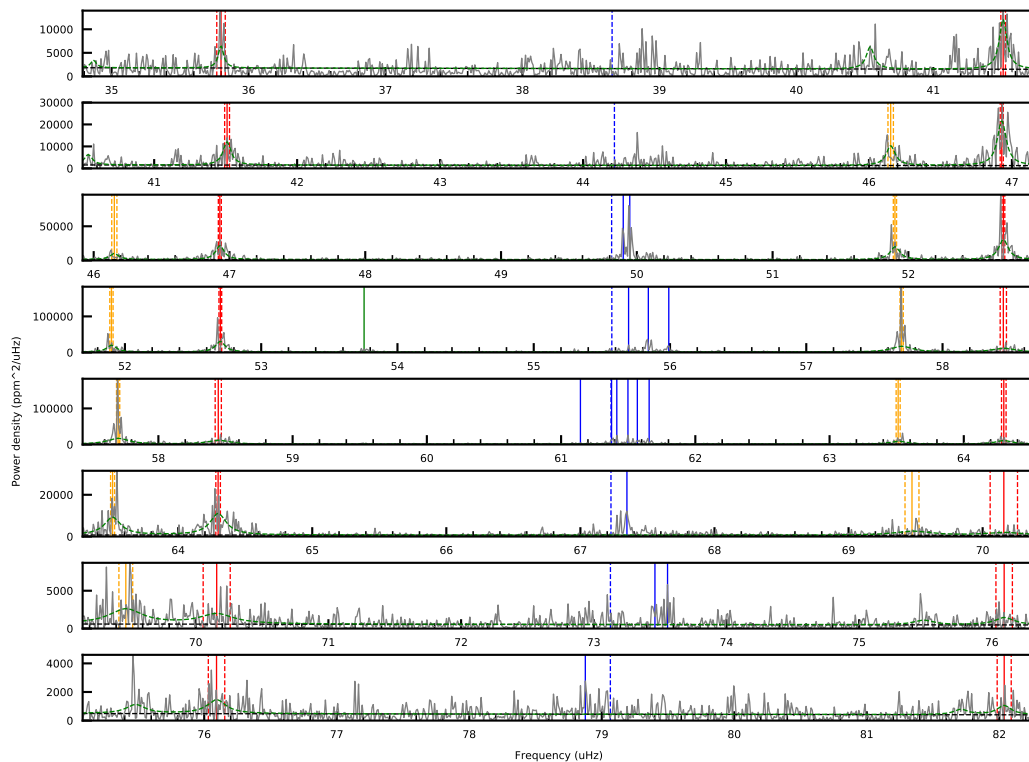 10000
5000
0
35 36 37 38 39 40 41
30000
20000
10000
0
41 42 43 44 45 46 47
50000
0
46 47 48 49 50 51 52
100000
0
52 53 54 55 56 57 58
100000
0
58 59 60 61 62 63 64
20000
0
64 65 66 67 68 69 70
5000
0
70 71 72 73 74 75 76
4000
2000
0
76 77 78 79 80 81 82
Power density (ppm^2/uHz)
Frequency (uHz)